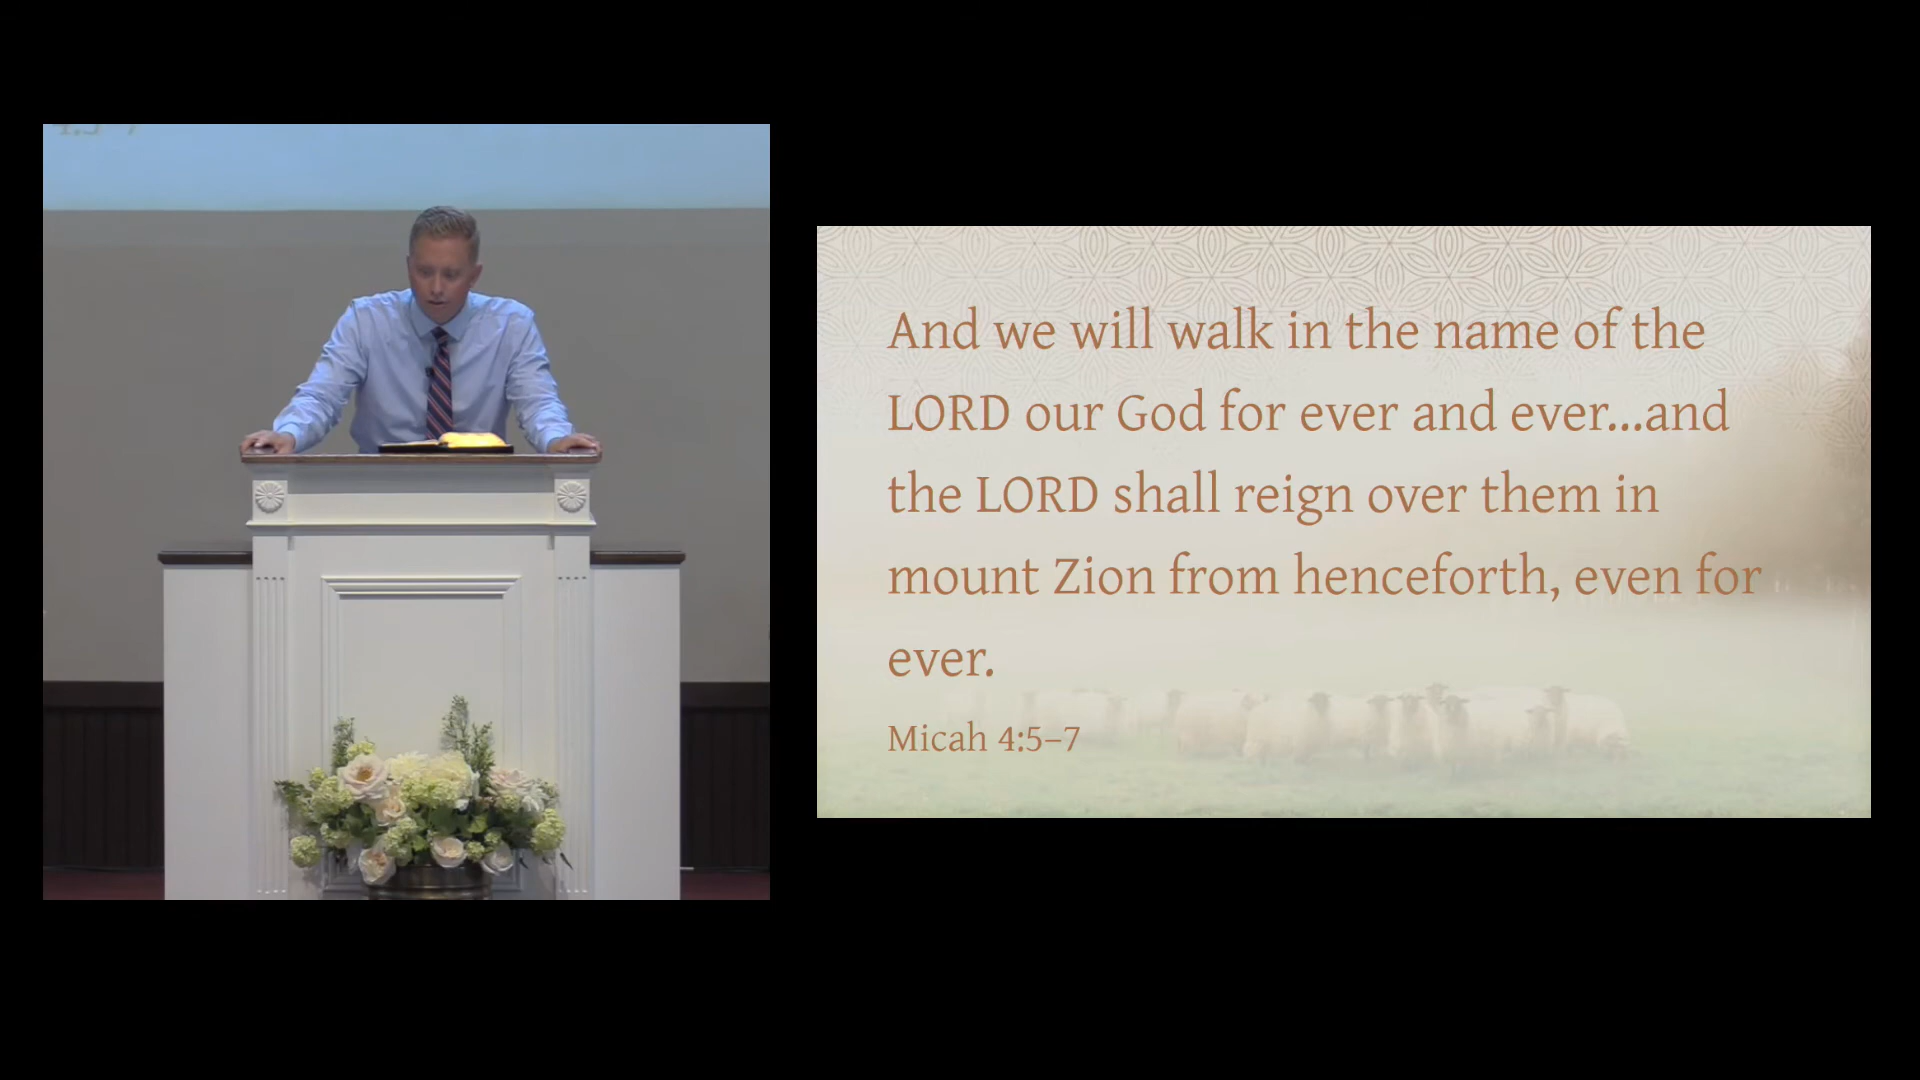 And we will walk in the name of the
LORD our God for ever and ever...and
the LORD shall reign over them in
mount Zion from henceforth, even for
ever.
Micah 4:5–7